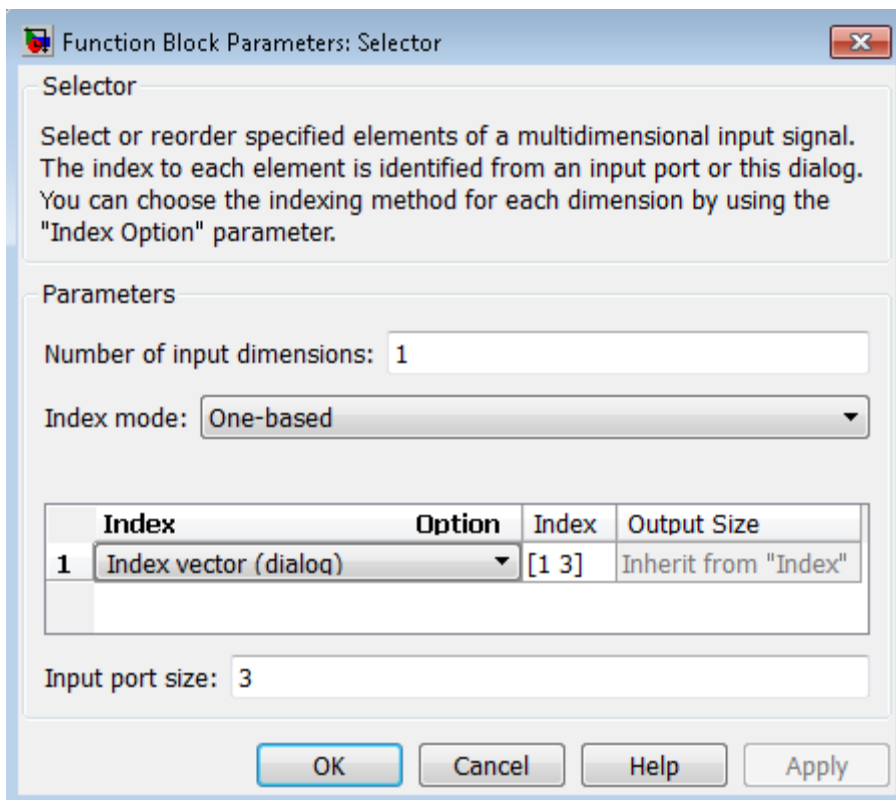 Function Block Parameters: Selector
Selector
Select or reorder specified elements of a multidimensional input signal.
The index to each element is identified from an input port or this dialog.
You can choose the indexing method for each dimension by using the
"Index Option" parameter.
Parameters
Number of input dimensions: 1
Index mode: One-based
Index Option Index Output Size
1 Index vector (dialog) [1 3] Inherit from "Index"
Input port size: 3
OK Cancel Help Apply